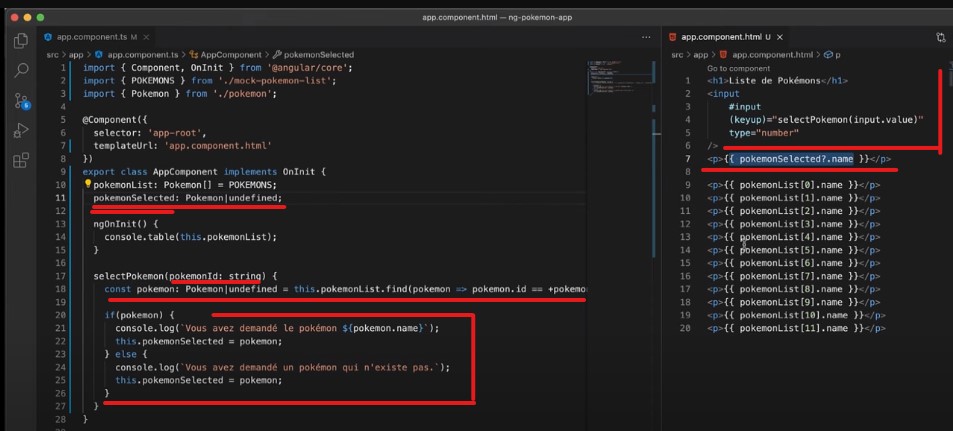 app.component.html — ng-pokemon-app
app.component.ts M ×
src > app > app.component.ts > AppComponent > pokemonSelected
1 import { Component, OnInit } from '@angular/core';
2 import { POKEMONS } from './mock-pokemon-list';
3 import { Pokemon } from './pokemon';
4
5 @Component({
6 selector: 'app-root',
7 templateUrl: 'app.component.html'
8 })
9 export class AppComponent implements OnInit {
10 pokemonList: Pokemon[] = POKEMONS;
11 pokemonSelected: Pokemon|undefined;
12
13 ngOnInit() {
14 console.table(this.pokemonList);
15 }
16
17 selectPokemon(pokemonId: string) {
18 const pokemon: Pokemon|undefined = this.pokemonList.find(pokemon => pokemon.id == +pokemo
19
20 if(pokemon) {
21 console.log(`Vous avez demandé le pokémon ${pokemon.name}`);
22 this.pokemonSelected = pokemon;
23 } else {
24 console.log(`Vous avez demandé un pokémon qui n'existe pas.`);
25 this.pokemonSelected = pokemon;
26 }
27 }
28 }
app.component.html U ×
src > app > app.component.html > p
Go to component
1 <h1>Liste de Pokémons</h1>
2 <input
3 #input
4 (keyup)="selectPokemon(input.value)"
5 type="number"
6 />
7 <p>{{ pokemonSelected?.name }}</p>
8
9 <p>{{ pokemonList[0].name }}</p>
10 <p>{{ pokemonList[1].name }}</p>
11 <p>{{ pokemonList[2].name }}</p>
12 <p>{{ pokemonList[3].name }}</p>
13 <p>{{ pokemonList[4].name }}</p>
14 <p>{{ pokemonList[5].name }}</p>
15 <p>{{ pokemonList[6].name }}</p>
16 <p>{{ pokemonList[7].name }}</p>
17 <p>{{ pokemonList[8].name }}</p>
18 <p>{{ pokemonList[9].name }}</p>
19 <p>{{ pokemonList[10].name }}</p>
20 <p>{{ pokemonList[11].name }}</p>